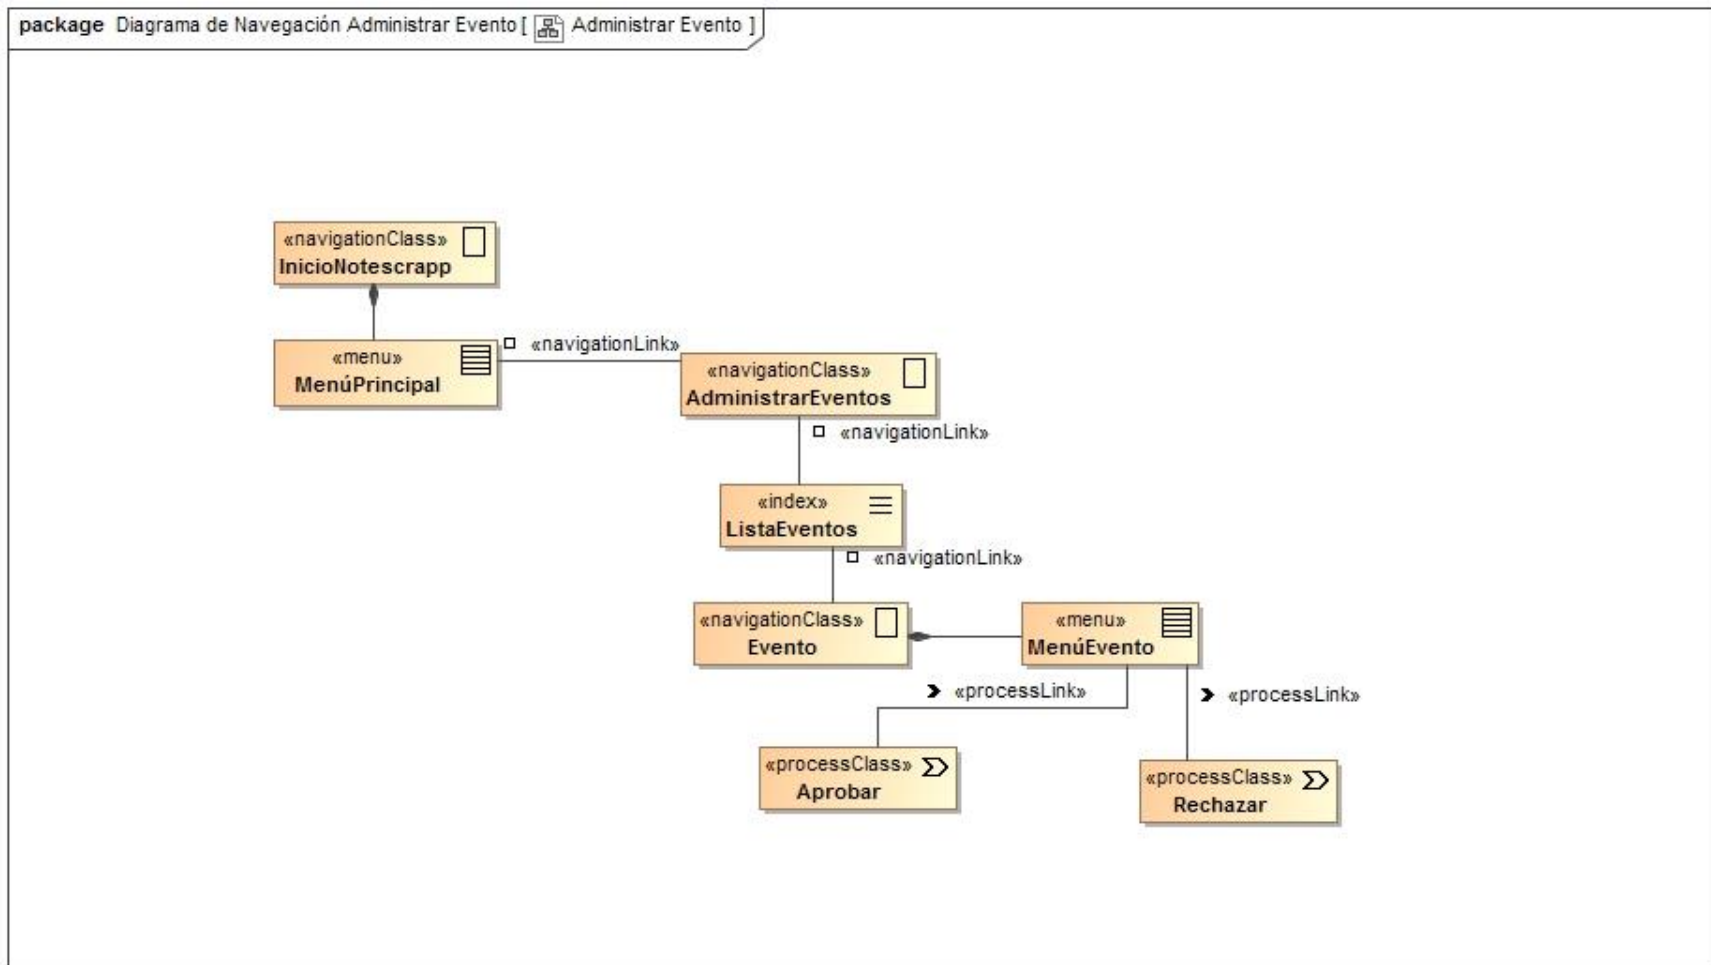 package Diagrama de Navegación Administrar Evento [ Administrar Evento ]
«navigationClass»
InicioNotescrapp
«menu»
MenúPrincipal
«navigationLink»
«navigationClass»
AdministrarEventos
«navigationLink»
«index»
ListaEventos
«navigationLink»
«navigationClass»
Evento
«menu»
MenúEvento
«processLink»
«processLink»
«processClass»
Aprobar
«processClass»
Rechazar